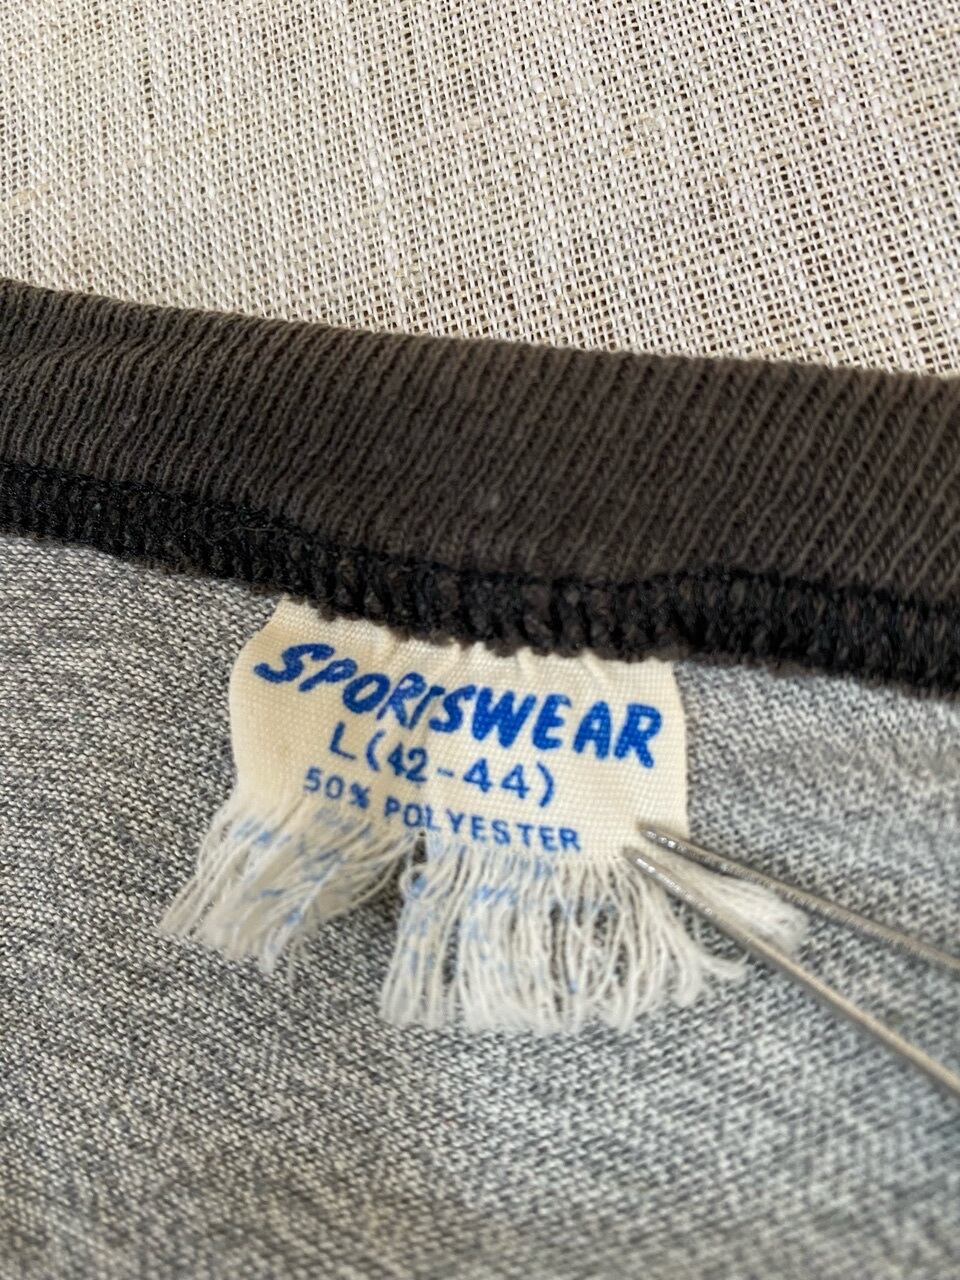 SPORTSWEAR
L(42-44)
50% POLYESTER